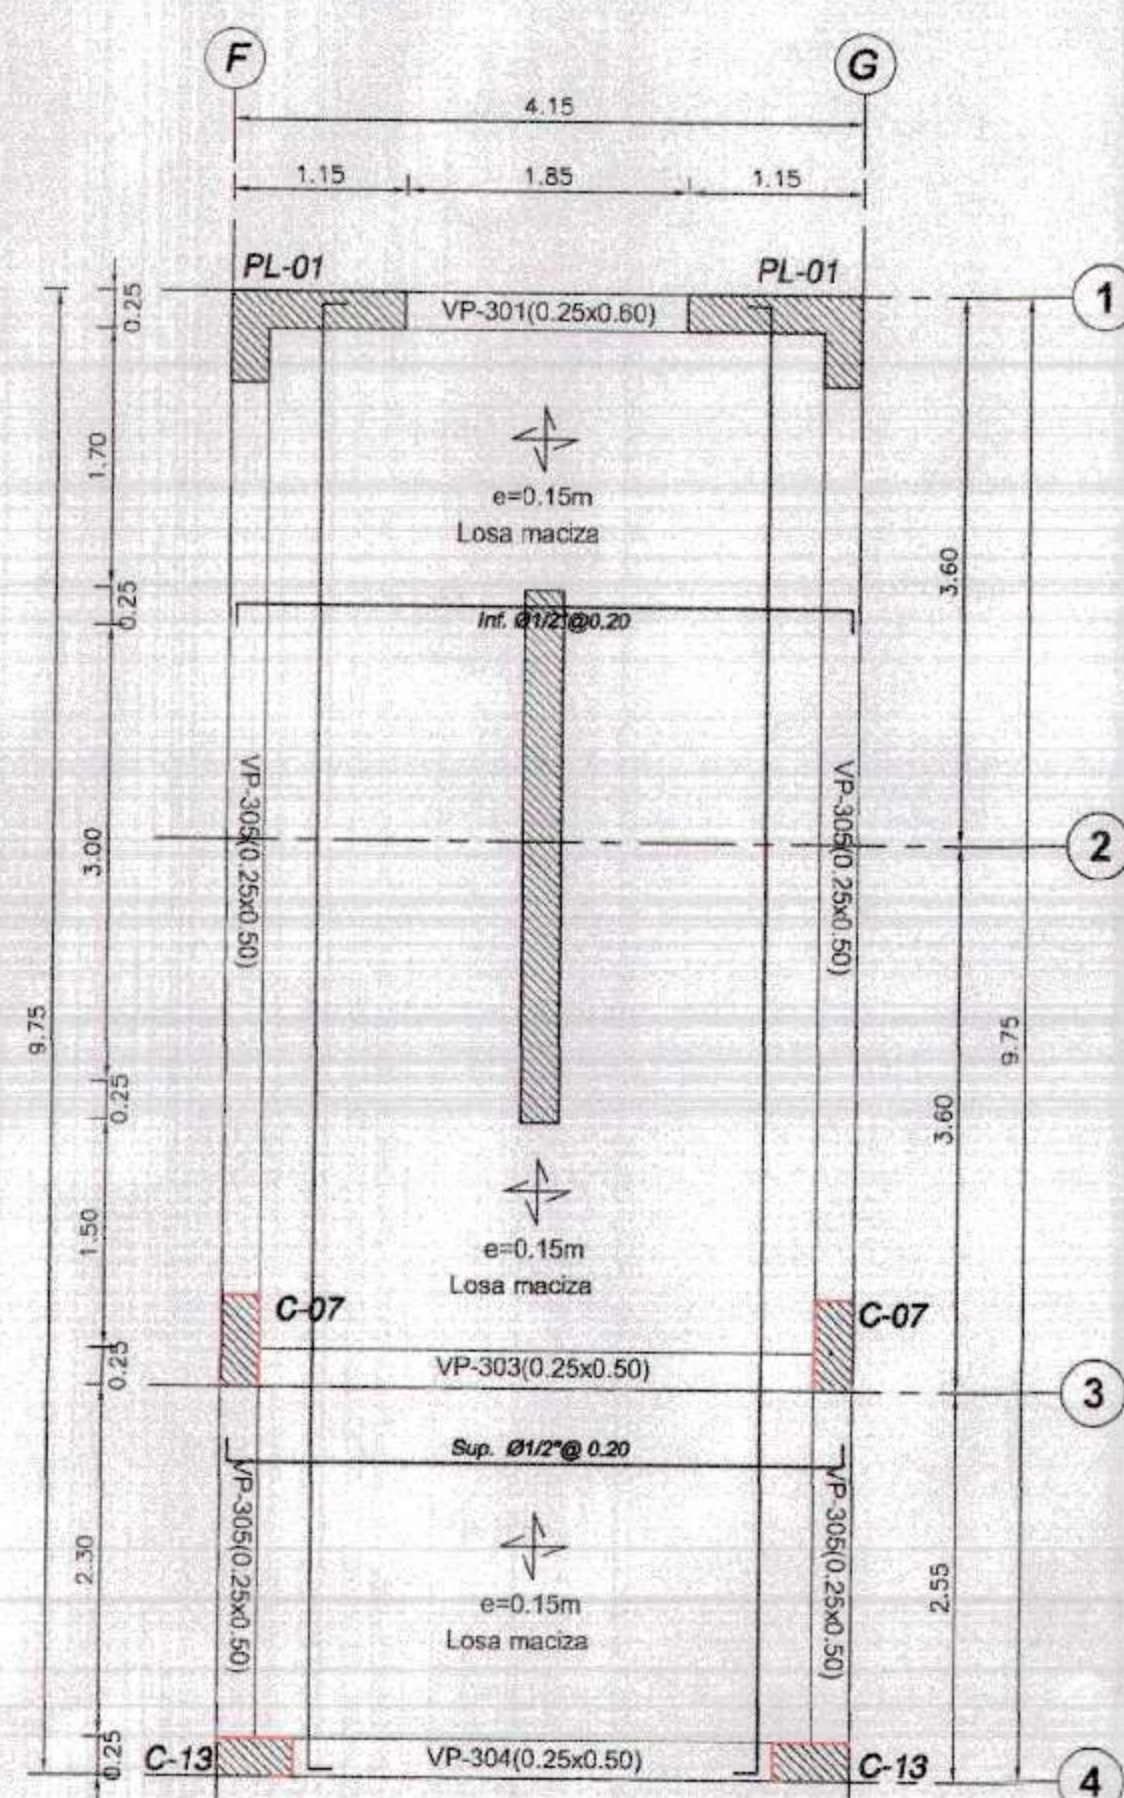 F
G
4.15
1.15
1.85
1.15
PL-01
PL-01
0.25
VP-301(0.25x0.60)
1
1.70
e=0.15m
Losa maciza
3.60
0.25
Inf. Ø1/2"@0.20
VP-305(0.25x0.50)
VP-305(0.25x0.50)
2
3.00
9.75
9.75
0.25
3.60
1.50
e=0.15m
Losa maciza
C-07
C-07
0.25
VP-303(0.25x0.50)
3
Sup. Ø1/2"@ 0.20
VP-305(0.25x0.50)
VP-305(0.25x0.50)
2.30
2.55
e=0.15m
Losa maciza
0.25
C-13
VP-304(0.25x0.50)
C-13
4